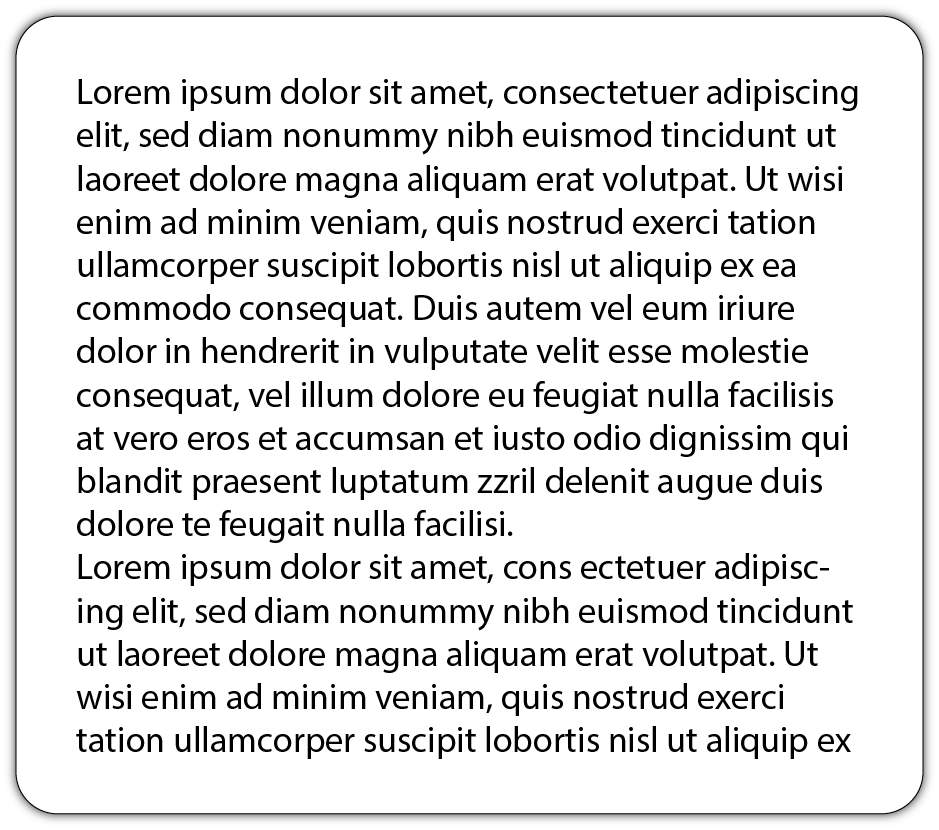 Lorem ipsum dolor sit amet, consectetuer adipiscing
elit, sed diam nonummy nibh euismod tincidunt ut
laoreet dolore magna aliquam erat volutpat. Ut wisi
enim ad minim veniam, quis nostrud exerci tation
ullamcorper suscipit lobortis nisl ut aliquip ex ea
commodo consequat. Duis autem vel eum iriure
dolor in hendrerit in vulputate velit esse molestie
consequat, vel illum dolore eu feugiat nulla facilisis
at vero eros et accumsan et iusto odio dignissim qui
blandit praesent luptatum zzril delenit augue duis
dolore te feugait nulla facilisi.
Lorem ipsum dolor sit amet, cons ectetuer adipisc-
ing elit, sed diam nonummy nibh euismod tincidunt
ut laoreet dolore magna aliquam erat volutpat. Ut
wisi enim ad minim veniam, quis nostrud exerci
tation ullamcorper suscipit lobortis nisl ut aliquip ex